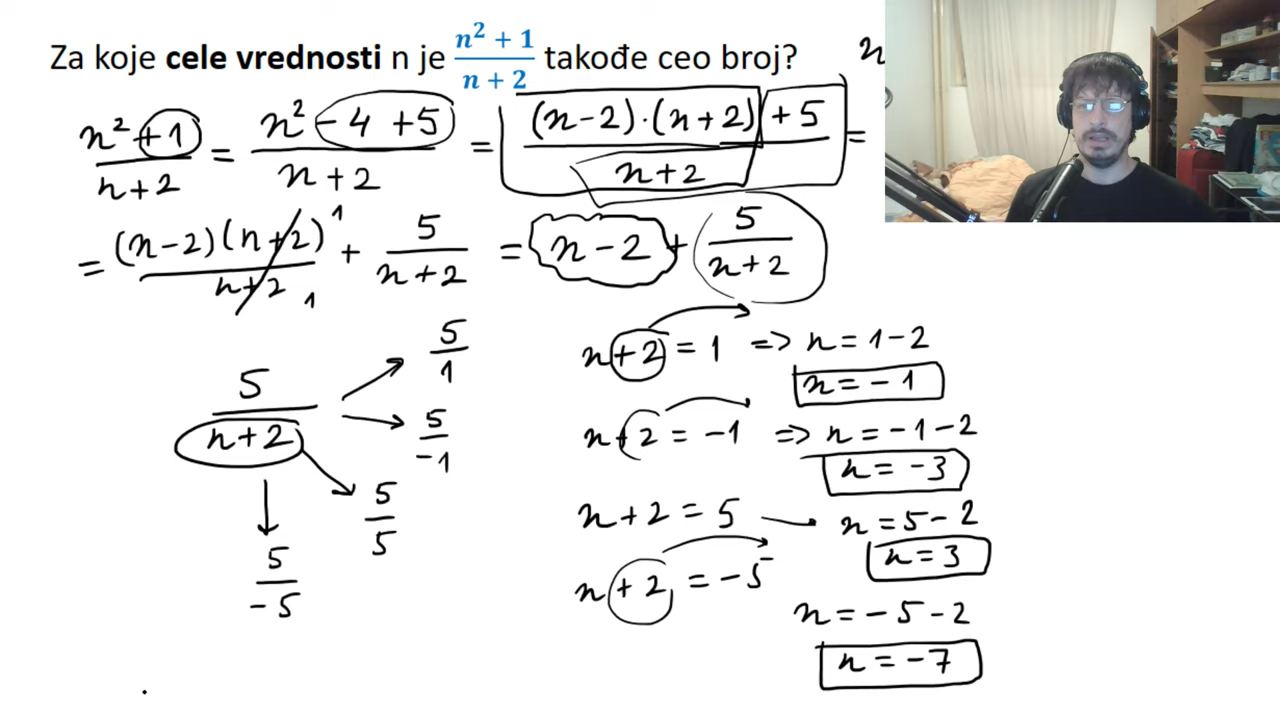 Za koje cele vrednosti n je (n² + 1)/(n + 2) takođe ceo broj? n
(n² + 1)/(n + 2) = (n² - 4 + 5)/(n + 2) = ((n - 2) · (n + 2) + 5)/(n + 2) =
= ((n - 2)(n + 2)¹)/(n + 2 ₁) + 5/(n + 2) = n - 2 + 5/(n + 2)
5/(n + 2)
5/1
5/-1
5/5
5/-5
n + 2 = 1 => n = 1 - 2
n = -1
n + 2 = -1 => n = -1 - 2
n = -3
n + 2 = 5 n = 5 - 2
n = 3
n + 2 = -5
n = -5 - 2
n = -7